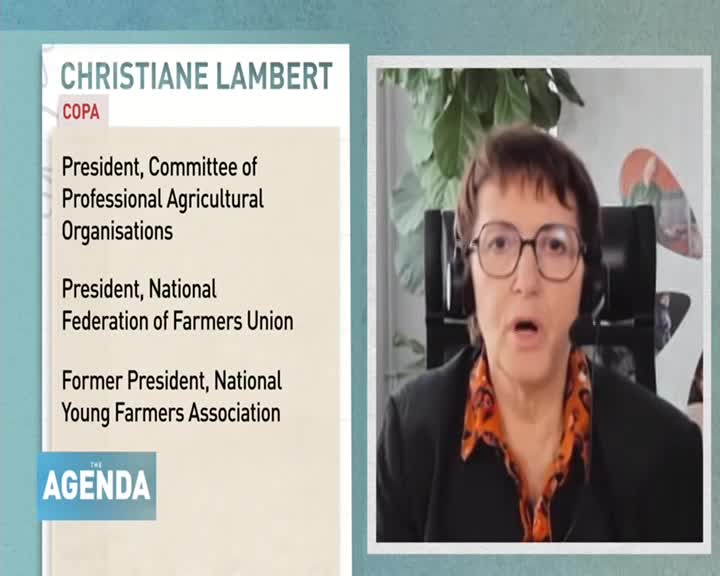 CHRISTIANE LAMBERT
COPA
President, Committee of
Professional Agricultural
Organisations
President, National
Federation of Farmers Union
Former President, National
Young Farmers Association
THE
AGENDA